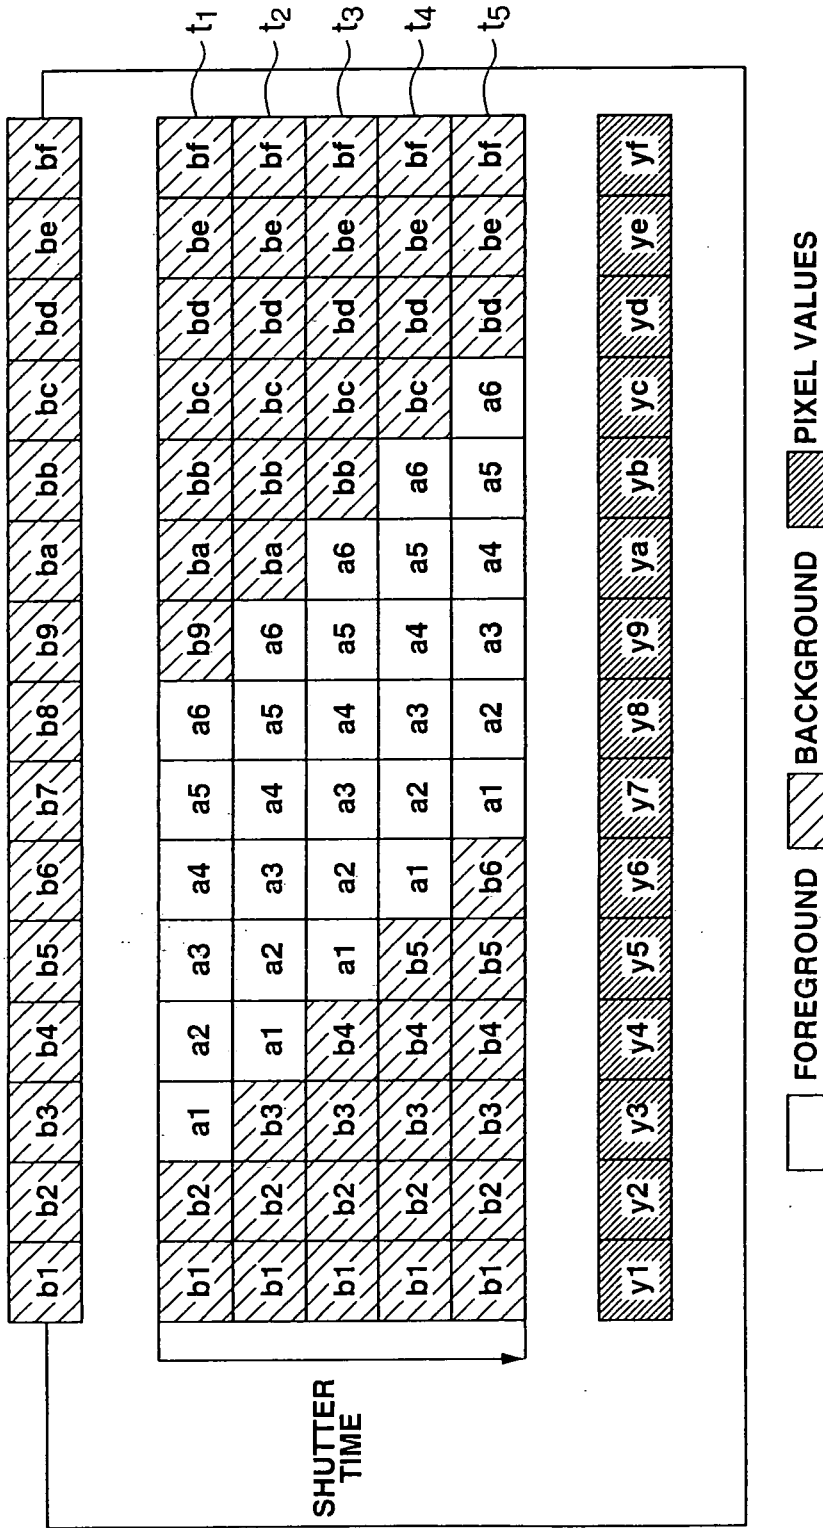 b1 b2 b3 b4 b5 b6 b7 b8 b9 ba bb bc bd be bf
SHUTTER
TIME
b1 b2 a1 a2 a3 a4 a5 a6 b9 ba bb bc bd be bf t1
b1 b2 b3 a1 a2 a3 a4 a5 a6 ba bb bc bd be bf t2
b1 b2 b3 b4 a1 a2 a3 a4 a5 a6 bb bc bd be bf t3
b1 b2 b3 b4 b5 a1 a2 a3 a4 a5 a6 bc bd be bf t4
b1 b2 b3 b4 b5 b6 a1 a2 a3 a4 a5 a6 bd be bf t5
y1 y2 y3 y4 y5 y6 y7 y8 y9 ya yb yc yd ye yf
FOREGROUND BACKGROUND PIXEL VALUES